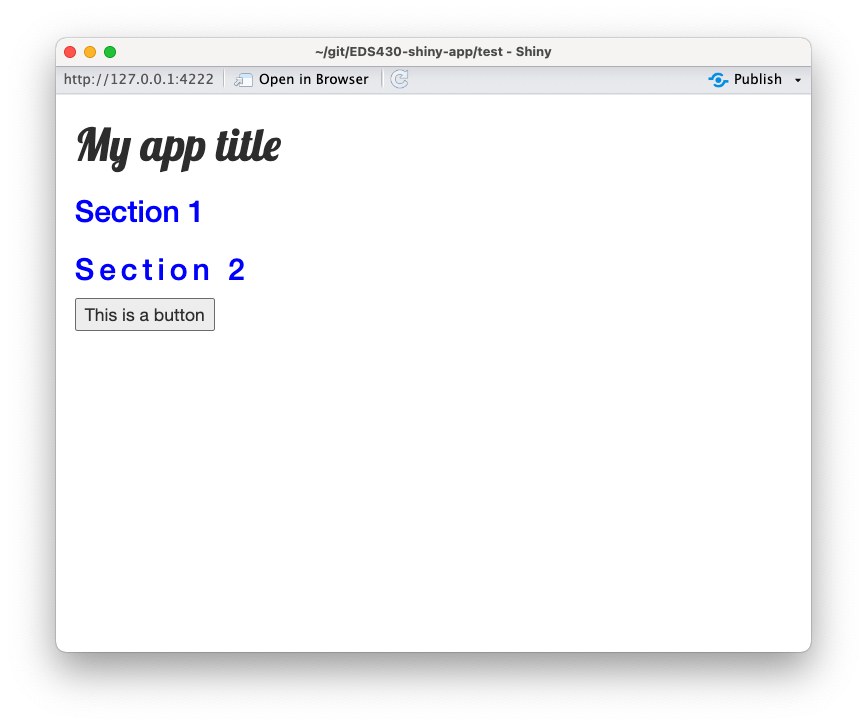 ~/git/EDS430-shiny-app/test - Shiny
http://127.0.0.1:4222 Open in Browser Publish
My app title
Section 1
Section 2
This is a button